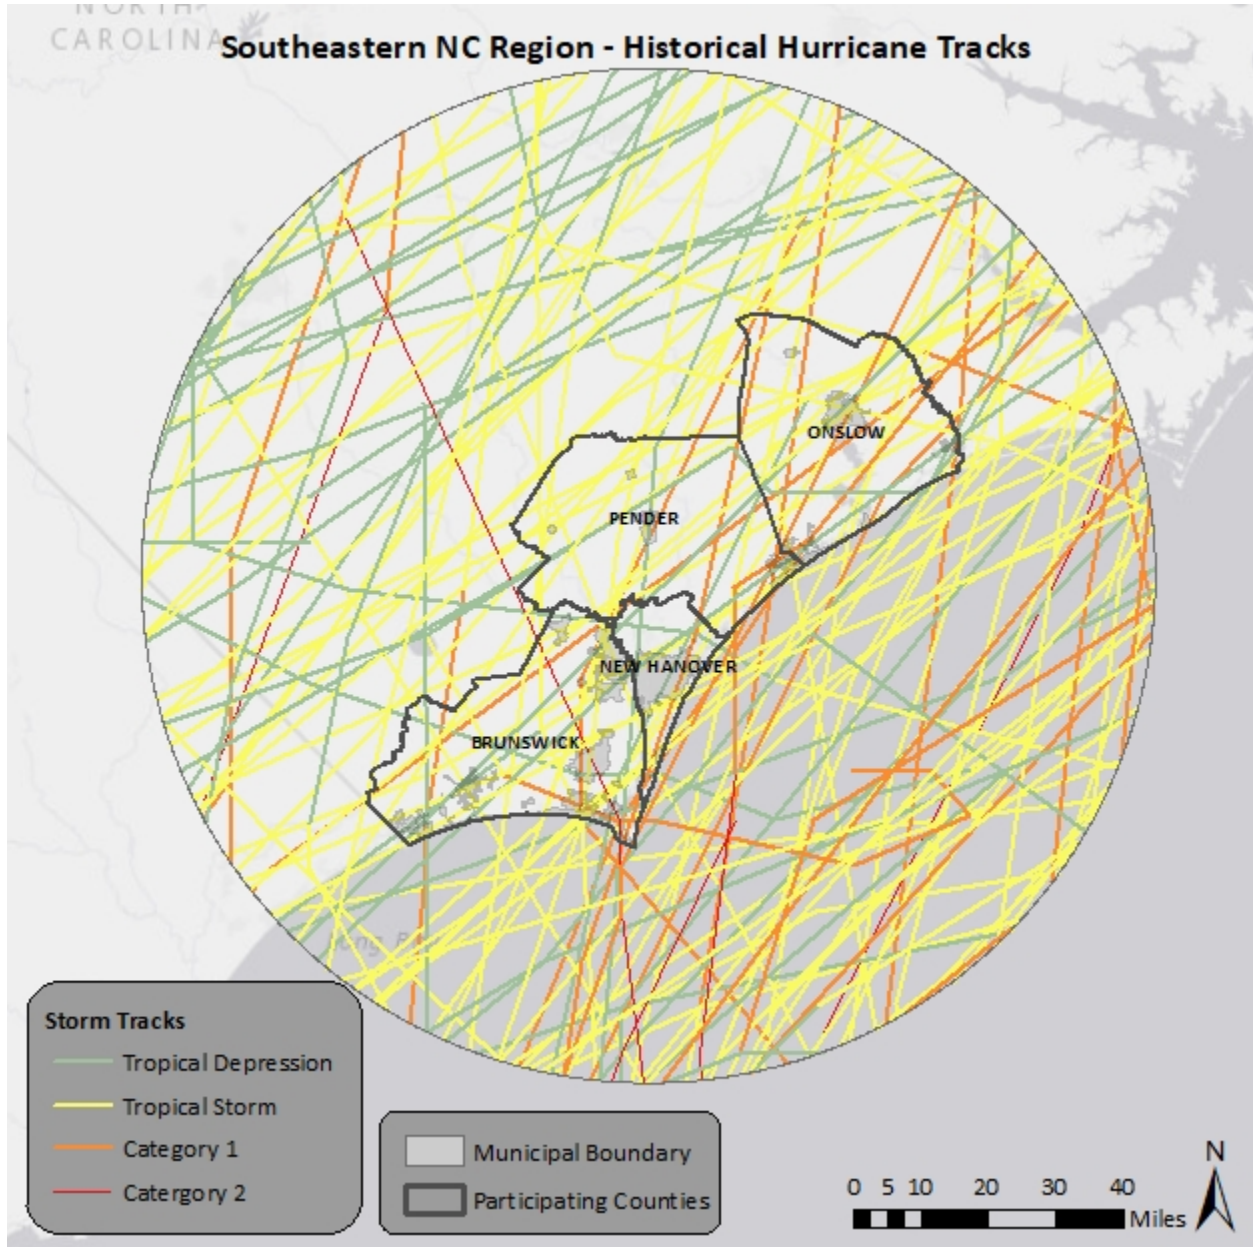 NORTH
CAROLINA
Southeastern NC Region - Historical Hurricane Tracks
ONSLOW
PENDER
NEW HANOVER
BRUNSWICK
Storm Tracks
Tropical Depression
Tropical Storm
Category 1
Catergory 2
Municipal Boundary
Participating Counties
N
0 5 10 20 30 40
Miles